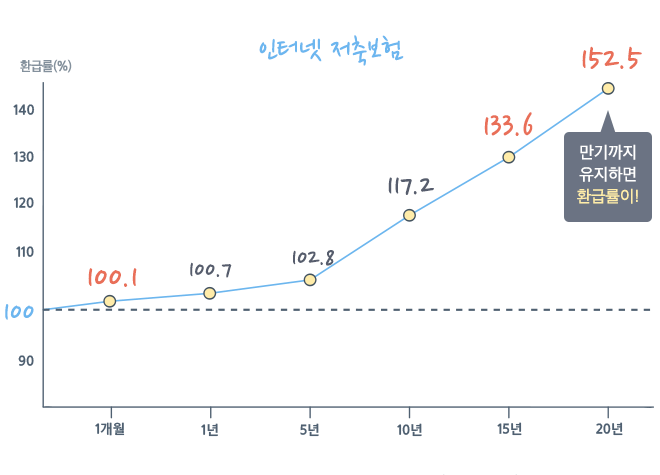 인터넷 저축보험
환급률(%)
152.5
140
133.6
130
만기까지
유지하면
환급률이!
120
117.2
110
102.8
100.7
100.1
100
90
1개월
1년
5년
10년
15년
20년